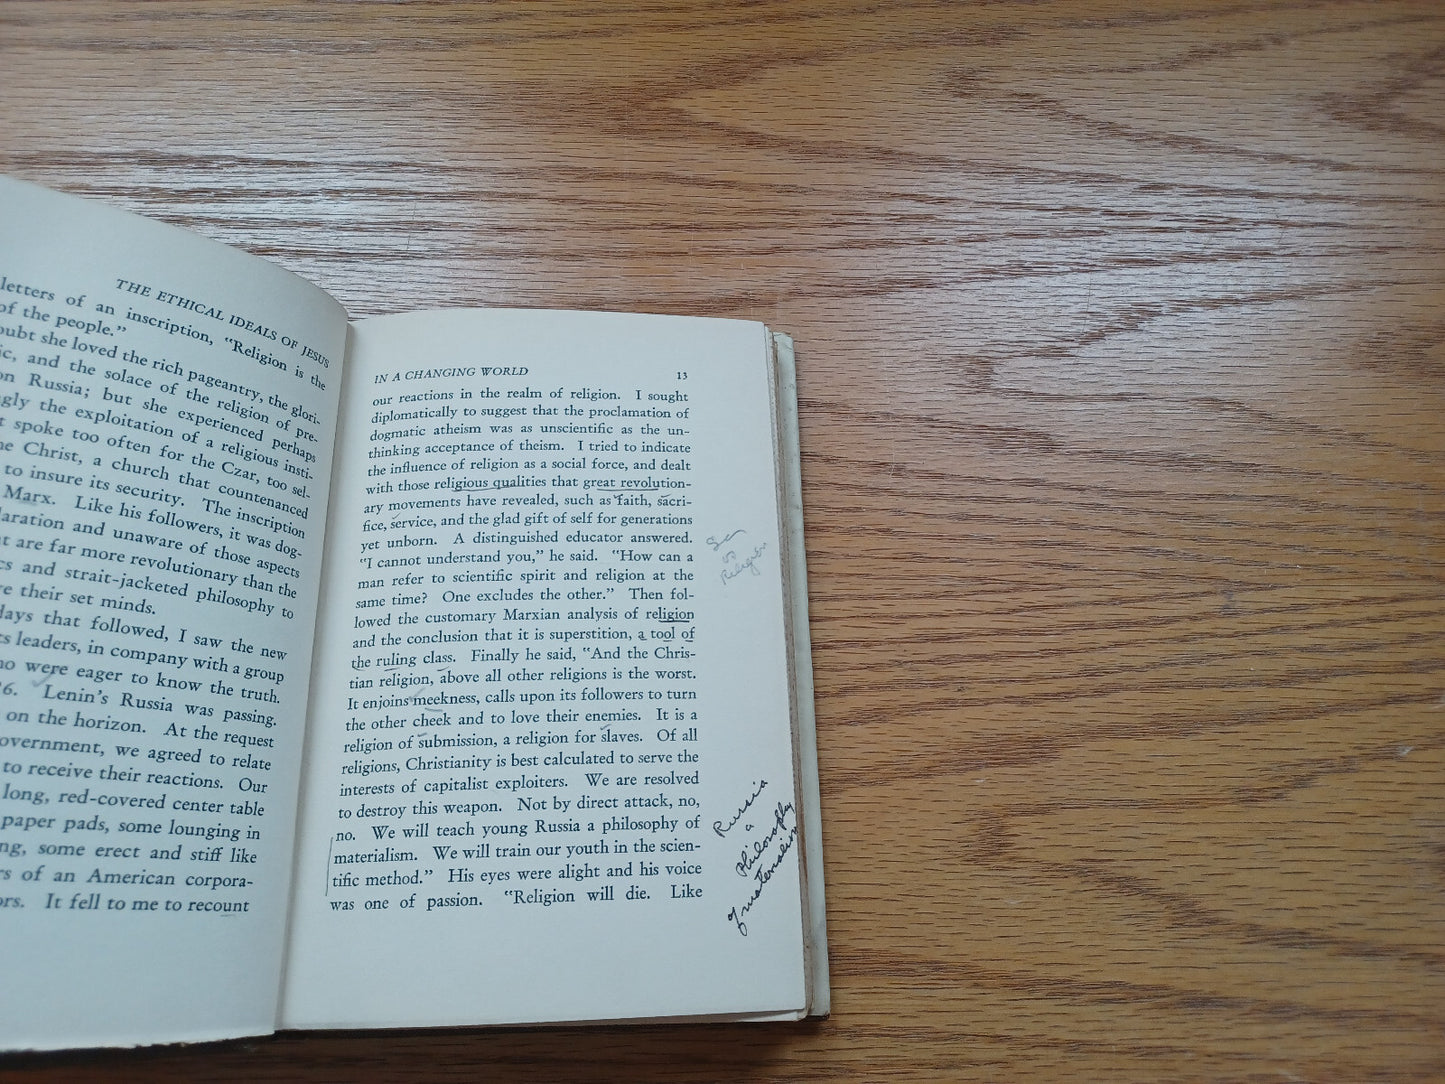 THE ETHICAL IDEALS OF JESUS
letters of an inscription, "Religion is the
of the people."
oubt she loved the rich pageantry, the glori-
ic, and the solace of the religion of pre-
on Russia; but she experienced perhaps
gly the exploitation of a religious insti-
t spoke too often for the Czar, too sel-
he Christ, a church that countenanced
to insure its security. The inscription
Marx. Like his followers, it was dog-
laration and unaware of those aspects
at are far more revolutionary than the
cs and strait-jacketed philosophy to
ve their set minds.
days that followed, I saw the new
ts leaders, in company with a group
ho were eager to know the truth.
26. Lenin's Russia was passing.
on the horizon. At the request
overnment, we agreed to relate
to receive their reactions. Our
long, red-covered center table
paper pads, some lounging in
ng, some erect and stiff like
rs of an American corpora-
ors. It fell to me to recount
IN A CHANGING WORLD 13
our reactions in the realm of religion. I sought
diplomatically to suggest that the proclamation of
dogmatic atheism was as unscientific as the un-
thinking acceptance of theism. I tried to indicate
the influence of religion as a social force, and dealt
with those religious qualities that great revolution-
ary movements have revealed, such as faith, sacri-
fice, service, and the glad gift of self for generations
yet unborn. A distinguished educator answered.
"I cannot understand you," he said. "How can a
man refer to scientific spirit and religion at the
same time? One excludes the other." Then fol-
lowed the customary Marxian analysis of religion
and the conclusion that it is superstition, a tool of
the ruling class. Finally he said, "And the Chris-
tian religion, above all other religions is the worst.
It enjoins meekness, calls upon its followers to turn
the other cheek and to love their enemies. It is a
religion of submission, a religion for slaves. Of all
religions, Christianity is best calculated to serve the
interests of capitalist exploiters. We are resolved
to destroy this weapon. Not by direct attack, no,
no. We will teach young Russia a philosophy of
materialism. We will train our youth in the scien-
tific method." His eyes were alight and his voice
was one of passion. "Religion will die. Like
Religion
Russia
a
Philosophy
of materialism